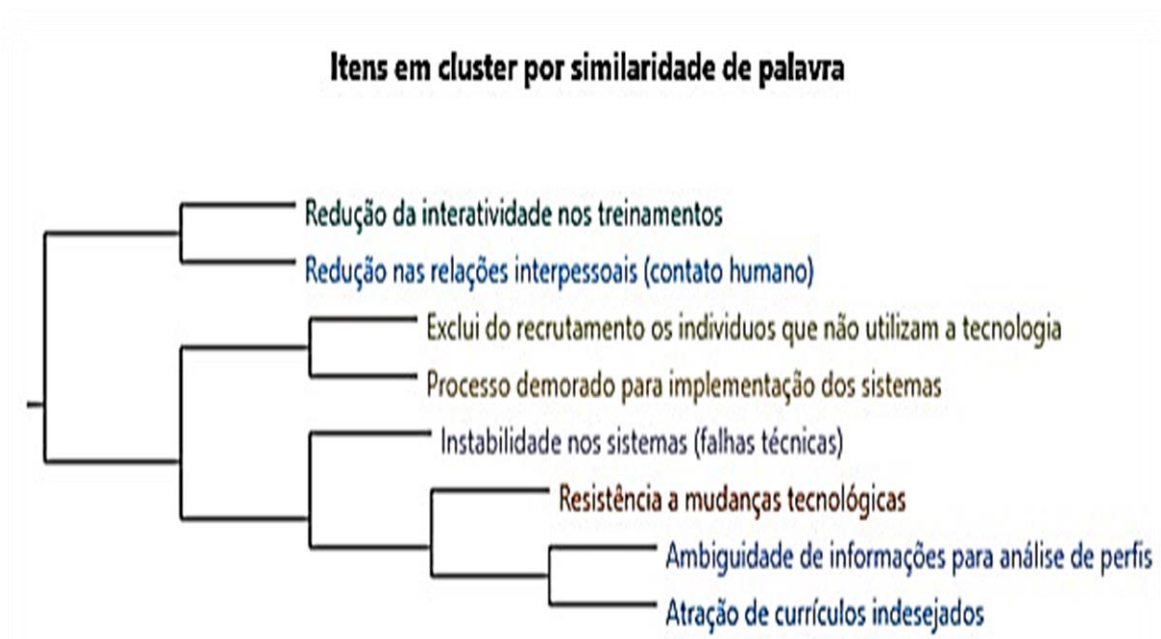 Itens em cluster por similaridade de palavra
Redução da interatividade nos treinamentos
Redução nas relações interpessoais (contato humano)
Exclui do recrutamento os individuos que não utilizam a tecnologia
Processo demorado para implementação dos sistemas
Instabilidade nos sistemas (falhas técnicas)
Resistência a mudanças tecnológicas
Ambiguidade de informações para análise de perfis
Atração de currículos indesejados